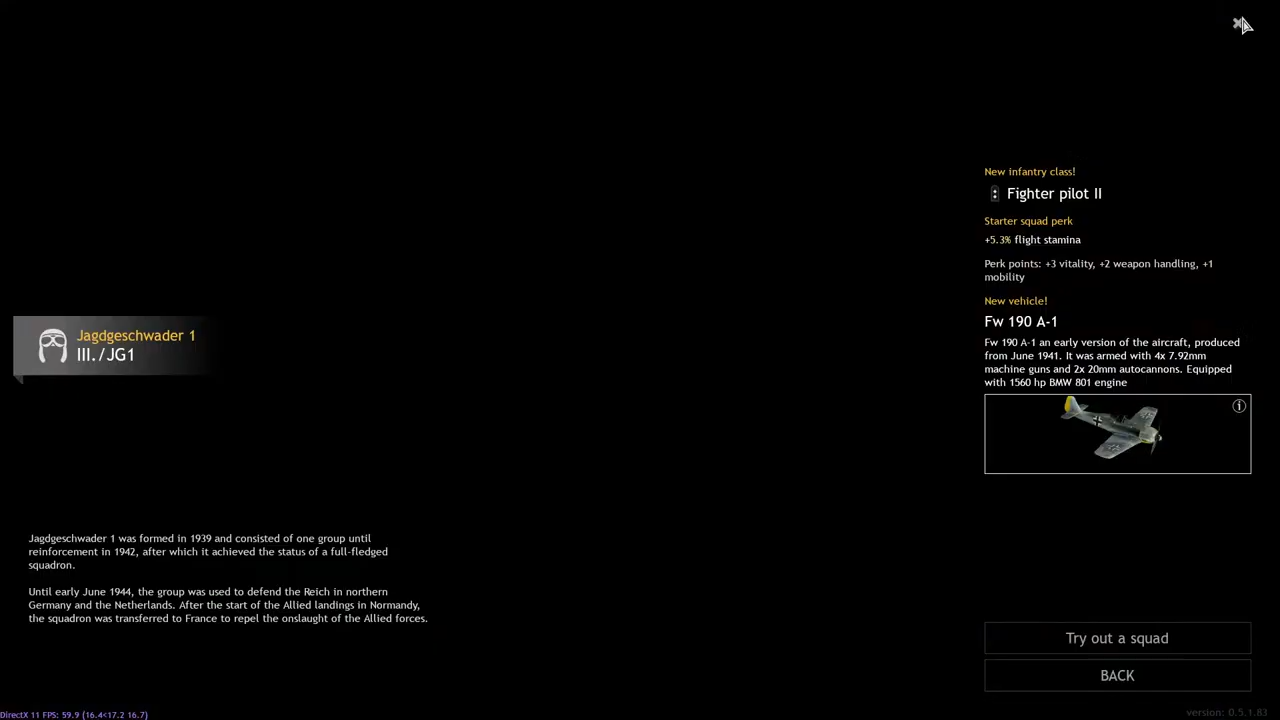 New infantry class!
Fighter pilot II
Starter squad perk
+5.3% flight stamina
Perk points: +3 vitality, +2 weapon handling, +1
mobility
New vehicle!
Fw 190 A-1
Fw 190 A-1 an early version of the aircraft, produced
from June 1941. It was armed with 4x 7.92mm
machine guns and 2x 20mm autocannons. Equipped
with 1560 hp BMW 801 engine
Jagdgeschwader 1
III./JG1
Jagdgeschwader 1 was formed in 1939 and consisted of one group until
reinforcement in 1942, after which it achieved the status of a full-fledged
squadron.
Until early June 1944, the group was used to defend the Reich in northern
Germany and the Netherlands. After the start of the Allied landings in Normandy,
the squadron was transferred to France to repel the onslaught of the Allied forces.
Try out a squad
BACK
DirectX 11 FPS: 59.9 (16.4<17.2 16.7)
version: 0.5.1.83